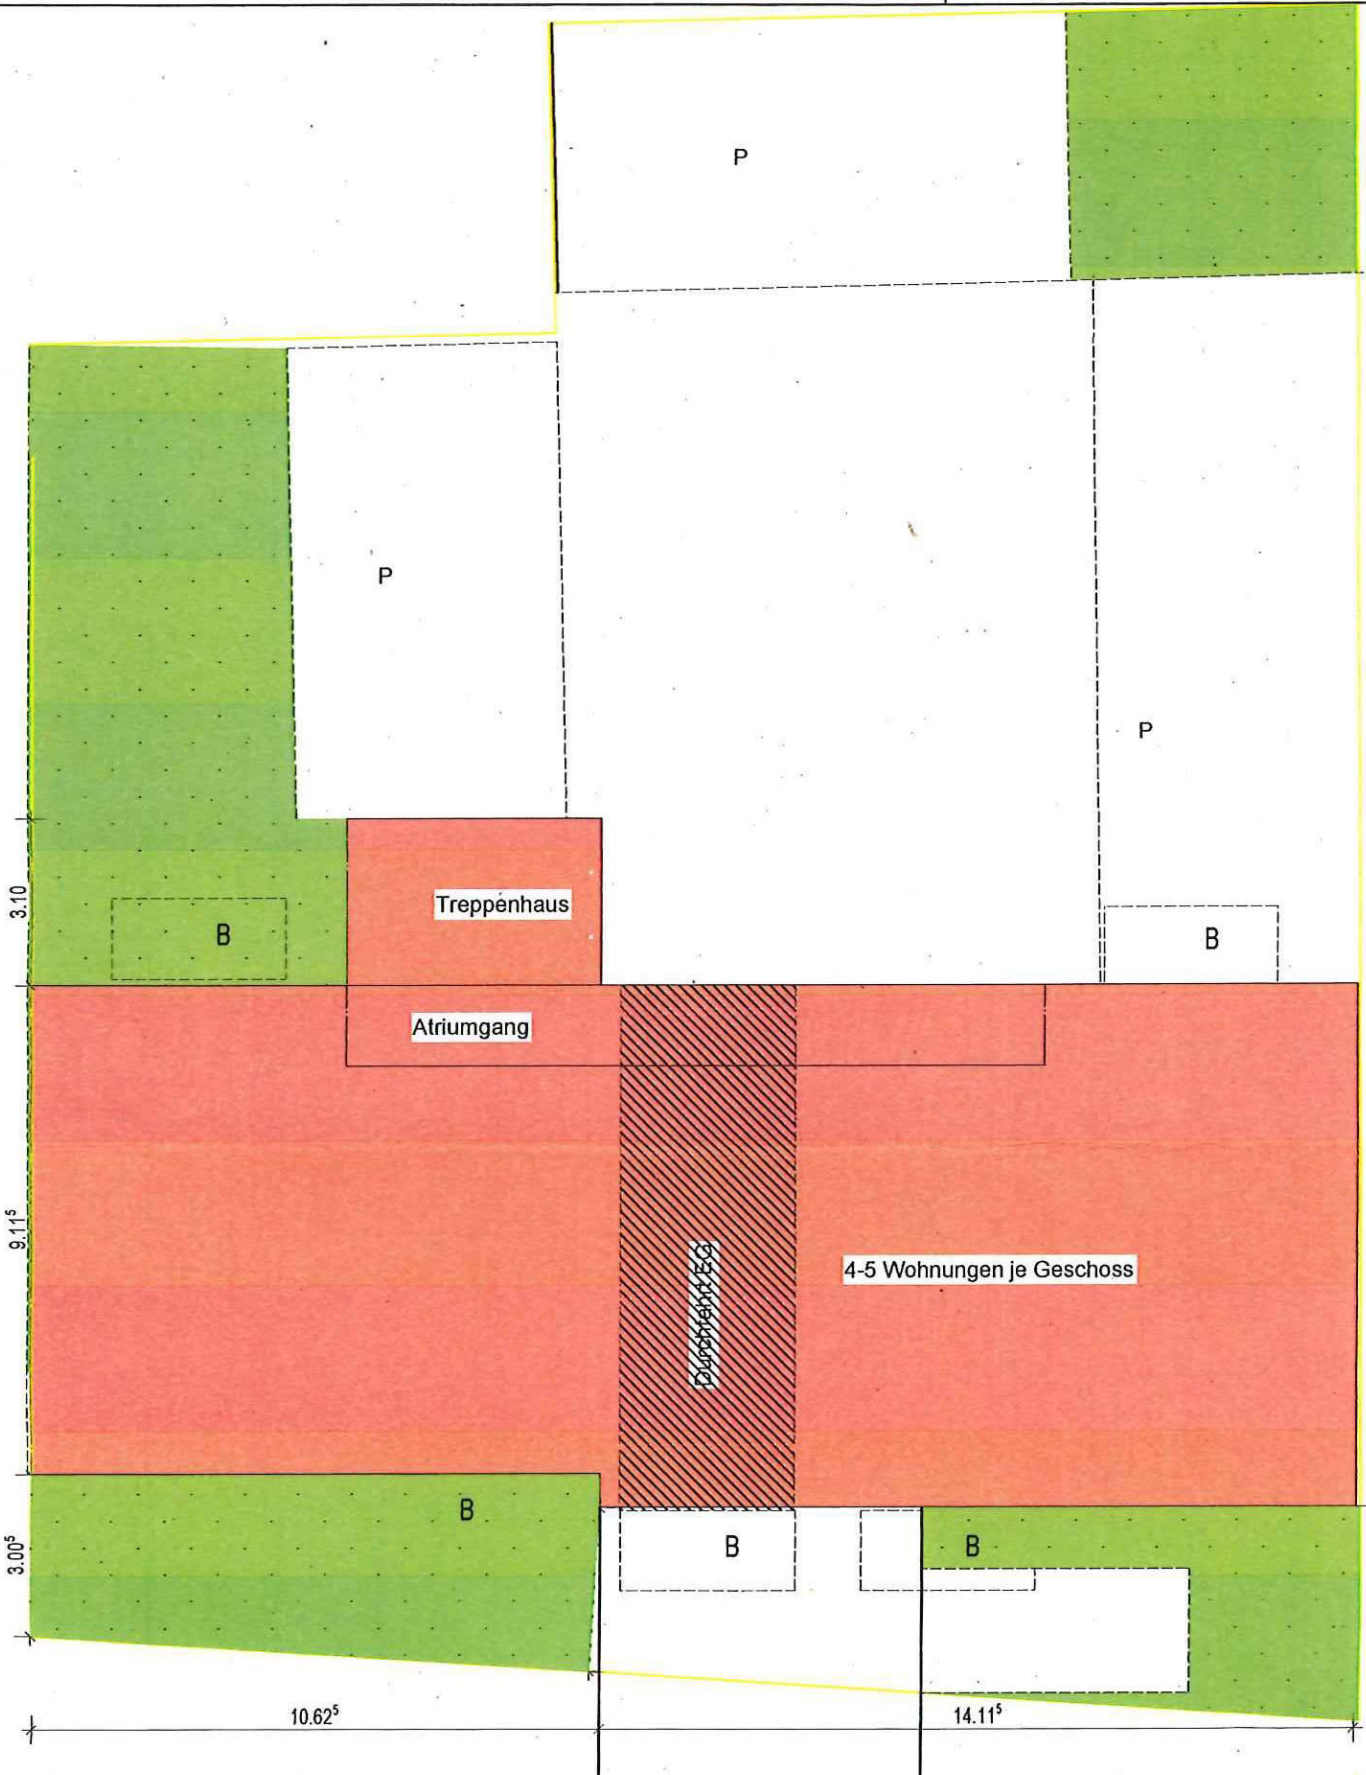 P
P
P
3.10
Treppenhaus
B
B
Atriumgang
9.11⁵
Durchfahrt EG
4-5 Wohnungen je Geschoss
B
B
B
3.00⁵
10.62⁵
14.11⁵